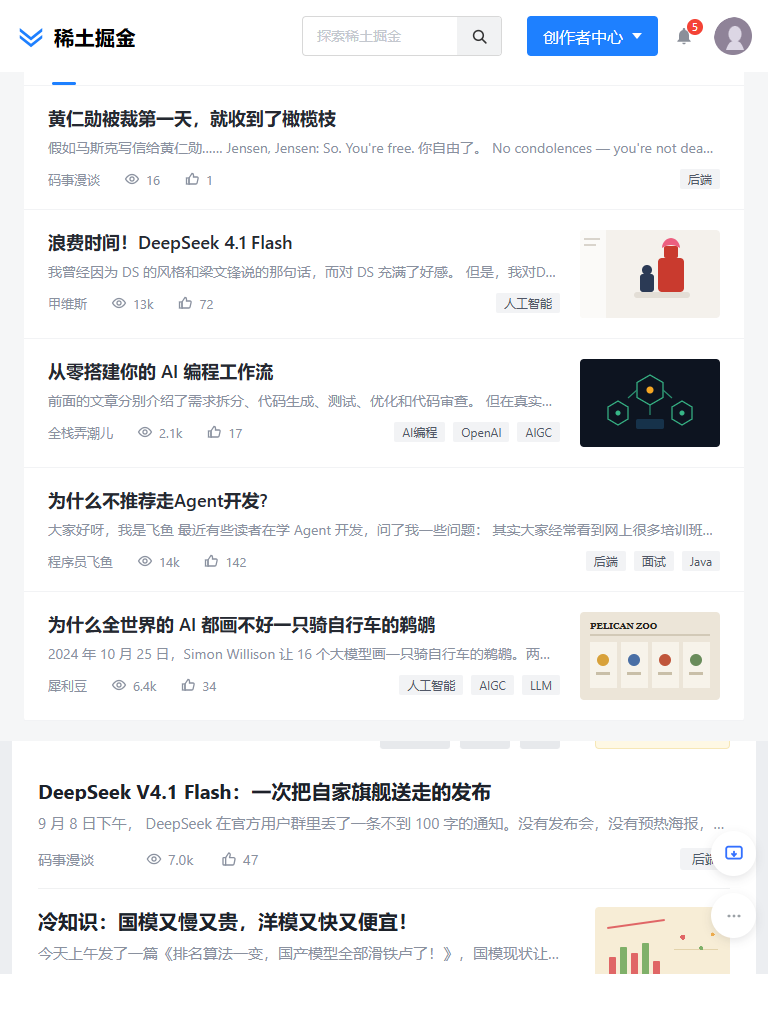 稀土掘金
探索稀土掘金
创作者中心
5
黄仁勋被裁第一天，就收到了橄榄枝
假如马斯克写信给黄仁勋...... Jensen, Jensen: So. You're free. 你自由了。 No condolences — you're not dea...
码事漫谈 16 1 后端
浪费时间！DeepSeek 4.1 Flash
我曾经因为 DS 的风格和梁文锋说的那句话，而对 DS 充满了好感。 但是，我对D...
甲维斯 13k 72 人工智能
从零搭建你的 AI 编程工作流
前面的文章分别介绍了需求拆分、代码生成、测试、优化和代码审查。 但在真实...
全栈弄潮儿 2.1k 17 AI编程 OpenAI AIGC
为什么不推荐走Agent开发?
大家好呀，我是飞鱼 最近有些读者在学 Agent 开发，问了我一些问题： 其实大家经常看到网上很多培训班...
程序员飞鱼 14k 142 后端 面试 Java
为什么全世界的 AI 都画不好一只骑自行车的鹈鹕
2024 年 10 月 25 日，Simon Willison 让 16 个大模型画一只骑自行车的鹈鹕。两...
犀利豆 6.4k 34 人工智能 AIGC LLM
PELICAN ZOO
DeepSeek V4.1 Flash：一次把自家旗舰送走的发布
9 月 8 日下午， DeepSeek 在官方用户群里丢了一条不到 100 字的通知。没有发布会，没有预热海报，...
码事漫谈 7.0k 47 后端
冷知识：国模又慢又贵，洋模又快又便宜！
今天上午发了一篇《排名算法一变，国产模型全部滑铁卢了！》，国模现状让...